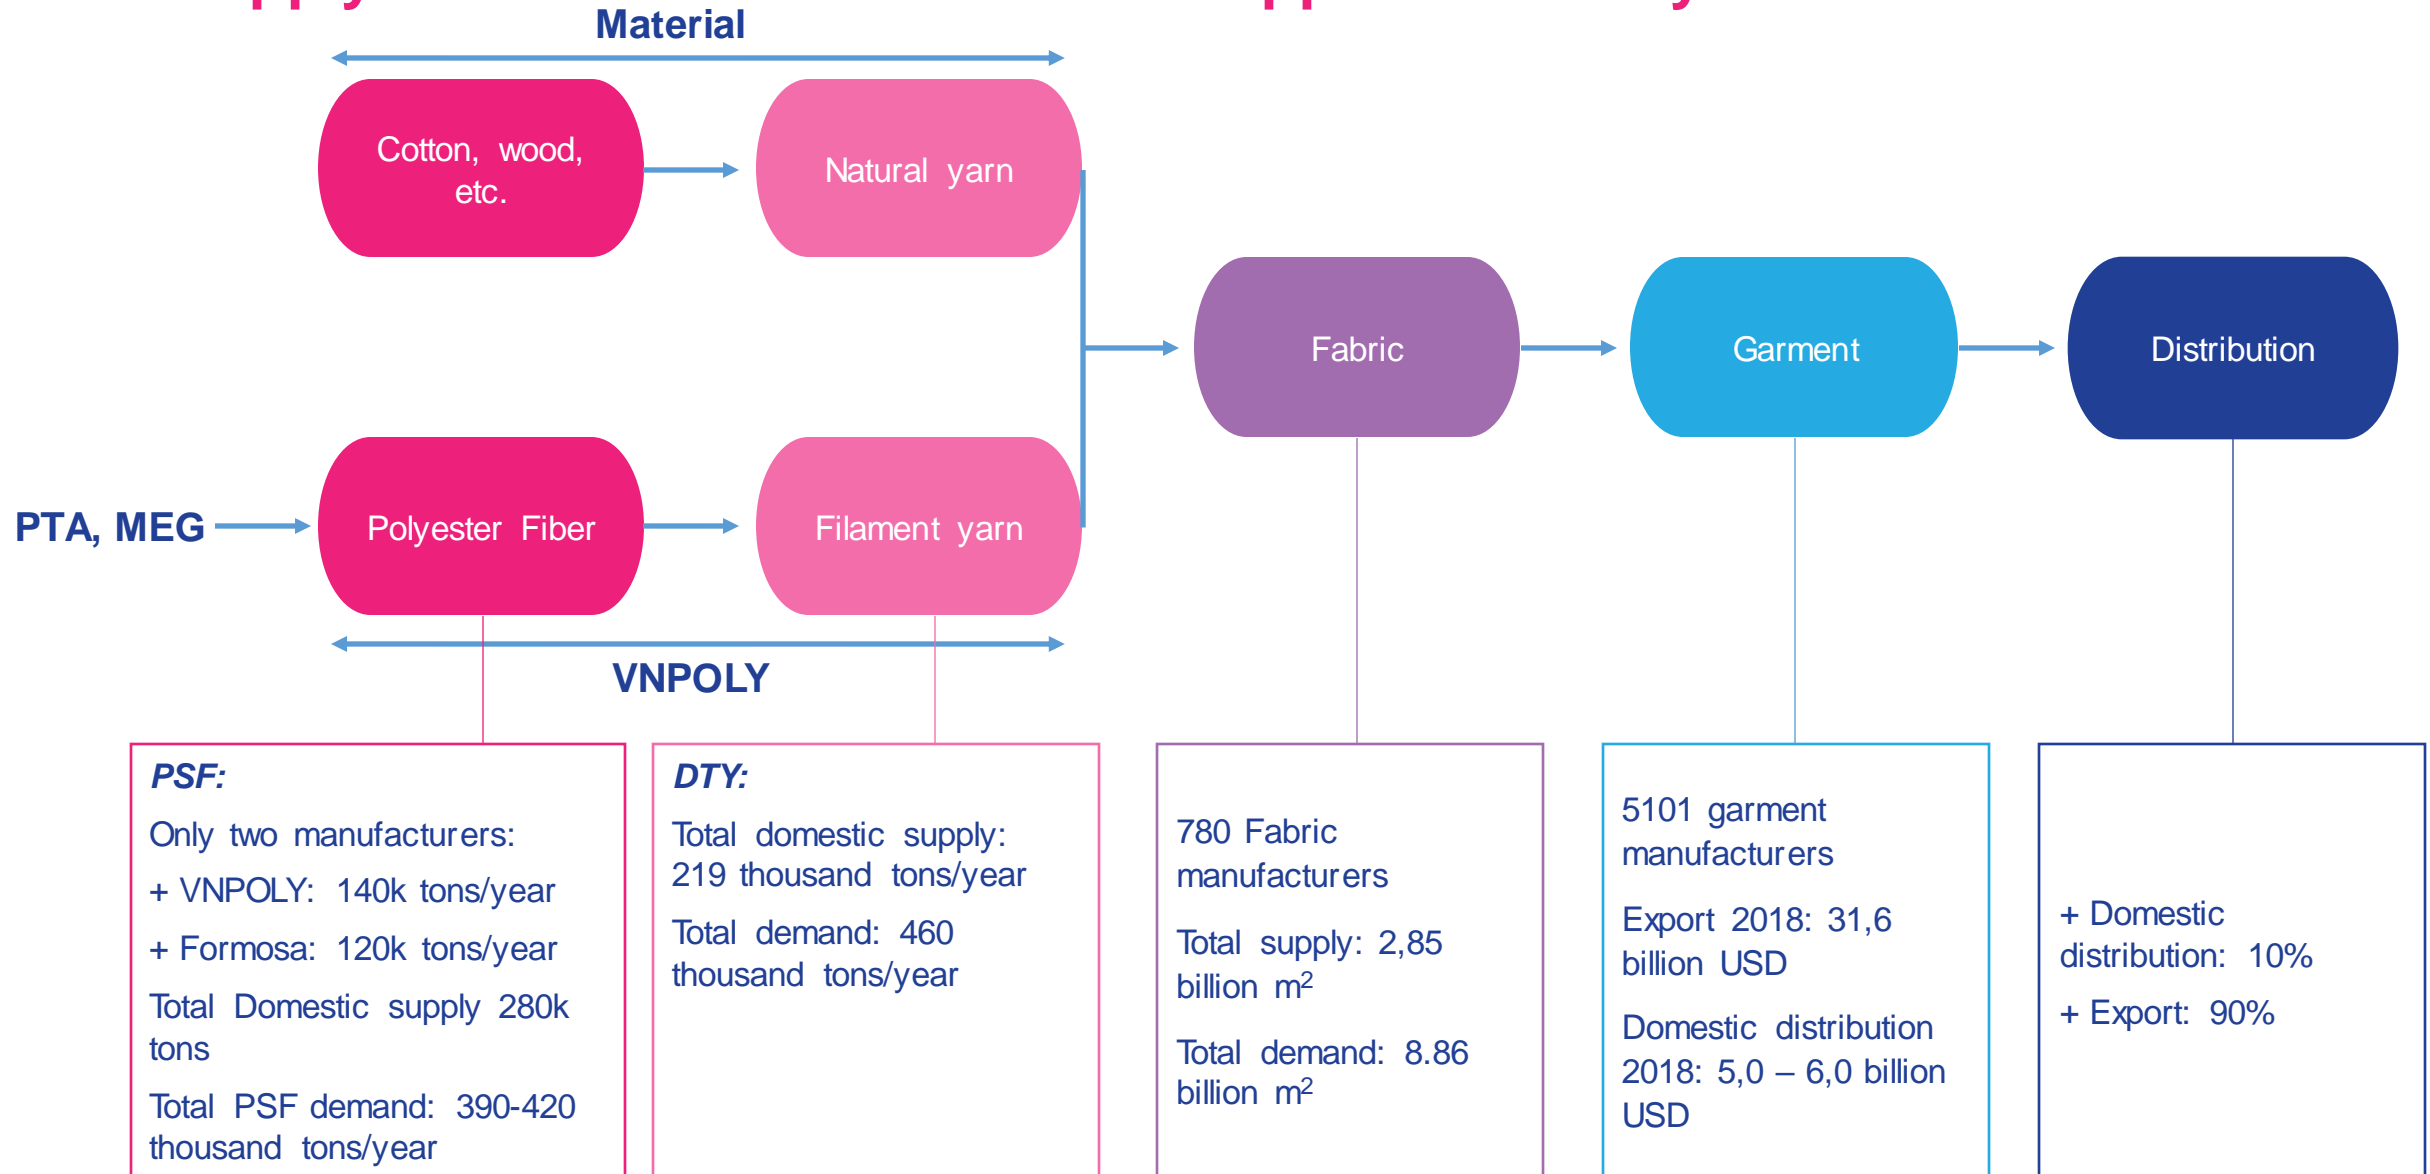 Material
Cotton, wood,
etc.
Natural yarn
Fabric
Garment
Distribution
PTA, MEG
Polyester Fiber
Filament yarn
VNPOLY
PSF:
Only two manufacturers:
+ VNPOLY: 140k tons/year
+ Formosa: 120k tons/year
Total Domestic supply 280k
tons
Total PSF demand: 390-420
thousand tons/year
DTY:
Total domestic supply:
219 thousand tons/year
Total demand: 460
thousand tons/year
780 Fabric
manufacturers
Total supply: 2,85
billion m²
Total demand: 8.86
billion m²
5101 garment
manufacturers
Export 2018: 31,6
billion USD
Domestic distribution
2018: 5,0 – 6,0 billion
USD
+ Domestic
distribution: 10%
+ Export: 90%